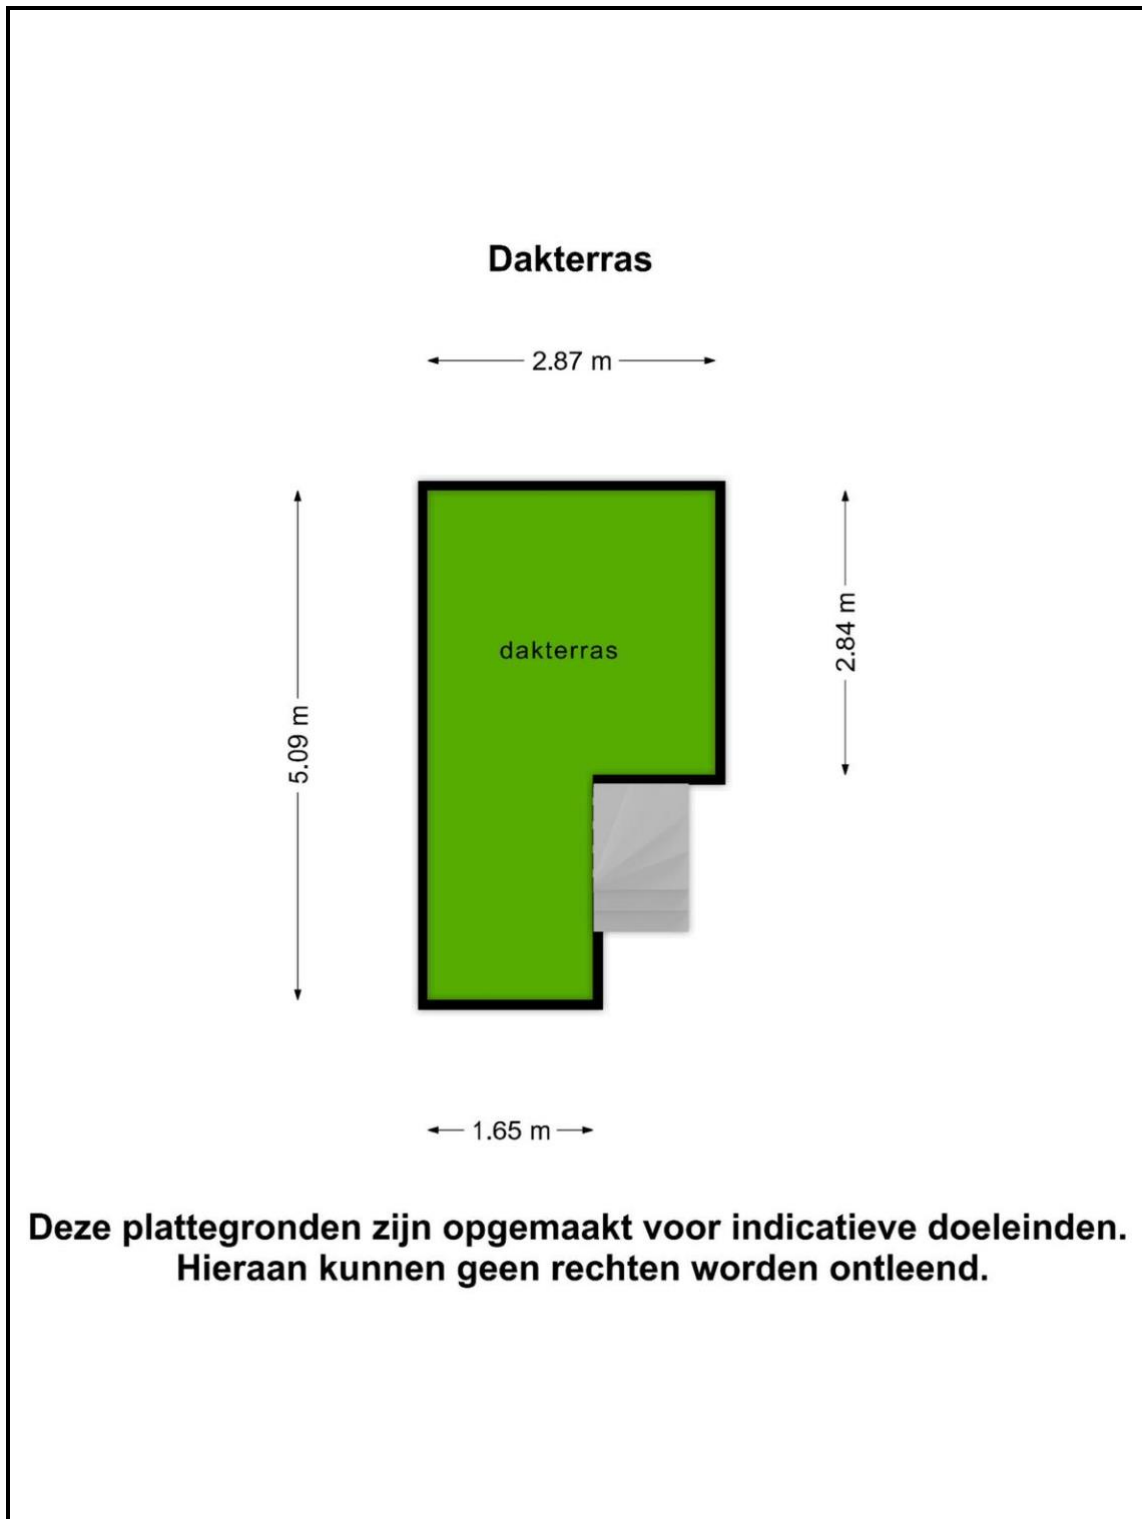 Dakterras
2.87 m
dakterras
2.84 m
5.09 m
1.65 m
Deze plattegronden zijn opgemaakt voor indicatieve doeleinden.
Hieraan kunnen geen rechten worden ontleend.